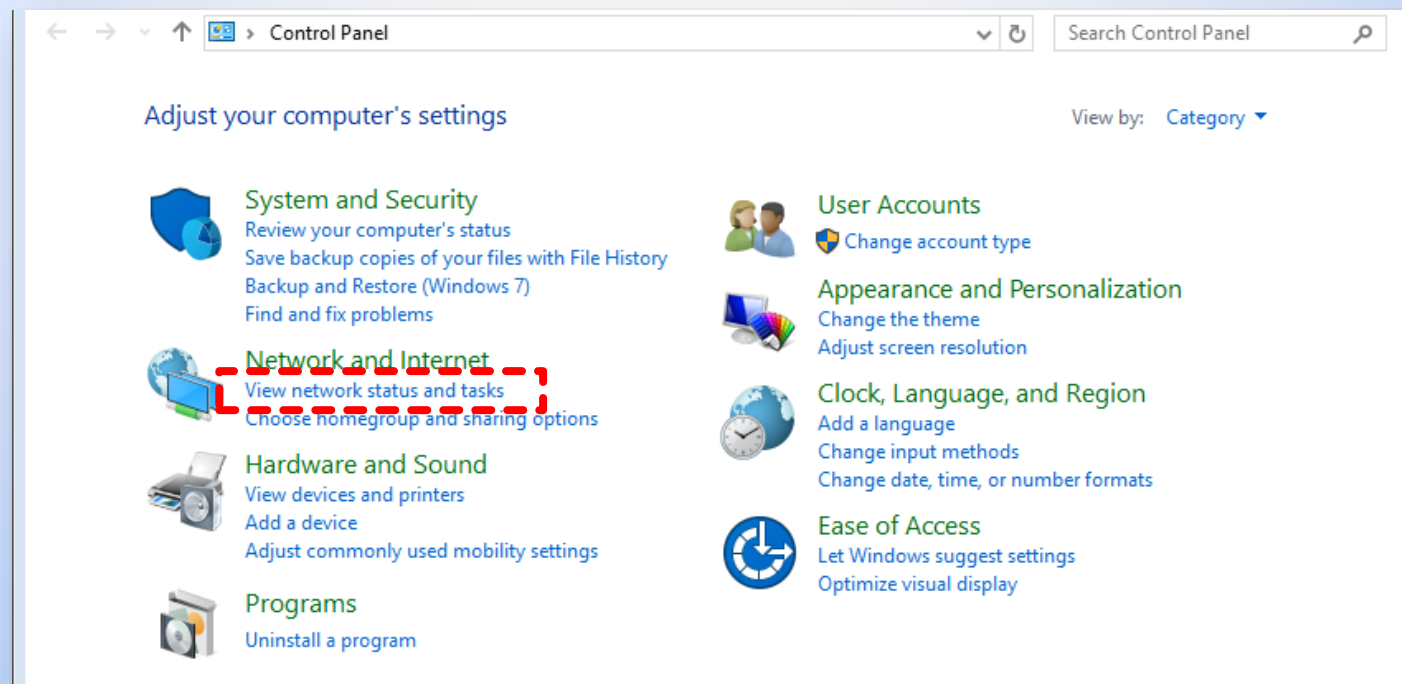 Control Panel
Search Control Panel
Adjust your computer's settings
View by: Category
System and Security
Review your computer's status
Save backup copies of your files with File History
Backup and Restore (Windows 7)
Find and fix problems
Network and Internet
View network status and tasks
Choose homegroup and sharing options
Hardware and Sound
View devices and printers
Add a device
Adjust commonly used mobility settings
Programs
Uninstall a program
User Accounts
Change account type
Appearance and Personalization
Change the theme
Adjust screen resolution
Clock, Language, and Region
Add a language
Change input methods
Change date, time, or number formats
Ease of Access
Let Windows suggest settings
Optimize visual display